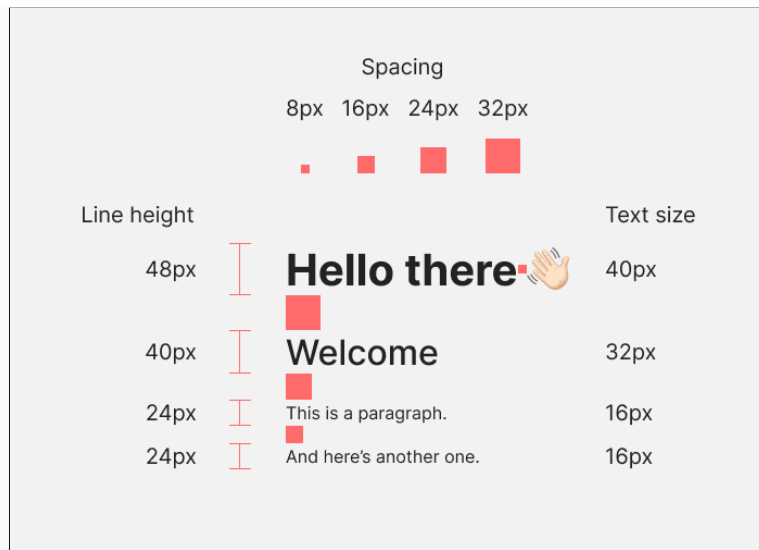 Spacing
8px 16px 24px 32px
Line height Text size
48px Hello there 👋🏻 40px
40px Welcome 32px
24px This is a paragraph. 16px
24px And here’s another one. 16px